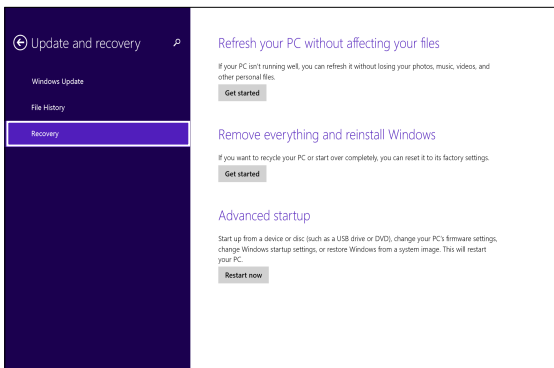 Update and recovery
Windows Update
File History
Recovery
Refresh your PC without affecting your files
If your PC isn't running well, you can refresh it without losing your photos, music, videos, and
other personal files.
Get started
Remove everything and reinstall Windows
If you want to recycle your PC or start over completely, you can reset it to its factory settings.
Get started
Advanced startup
Start up from a device or disc (such as a USB drive or DVD), change your PC's firmware settings,
change Windows startup settings, or restore Windows from a system image. This will restart
your PC.
Restart now